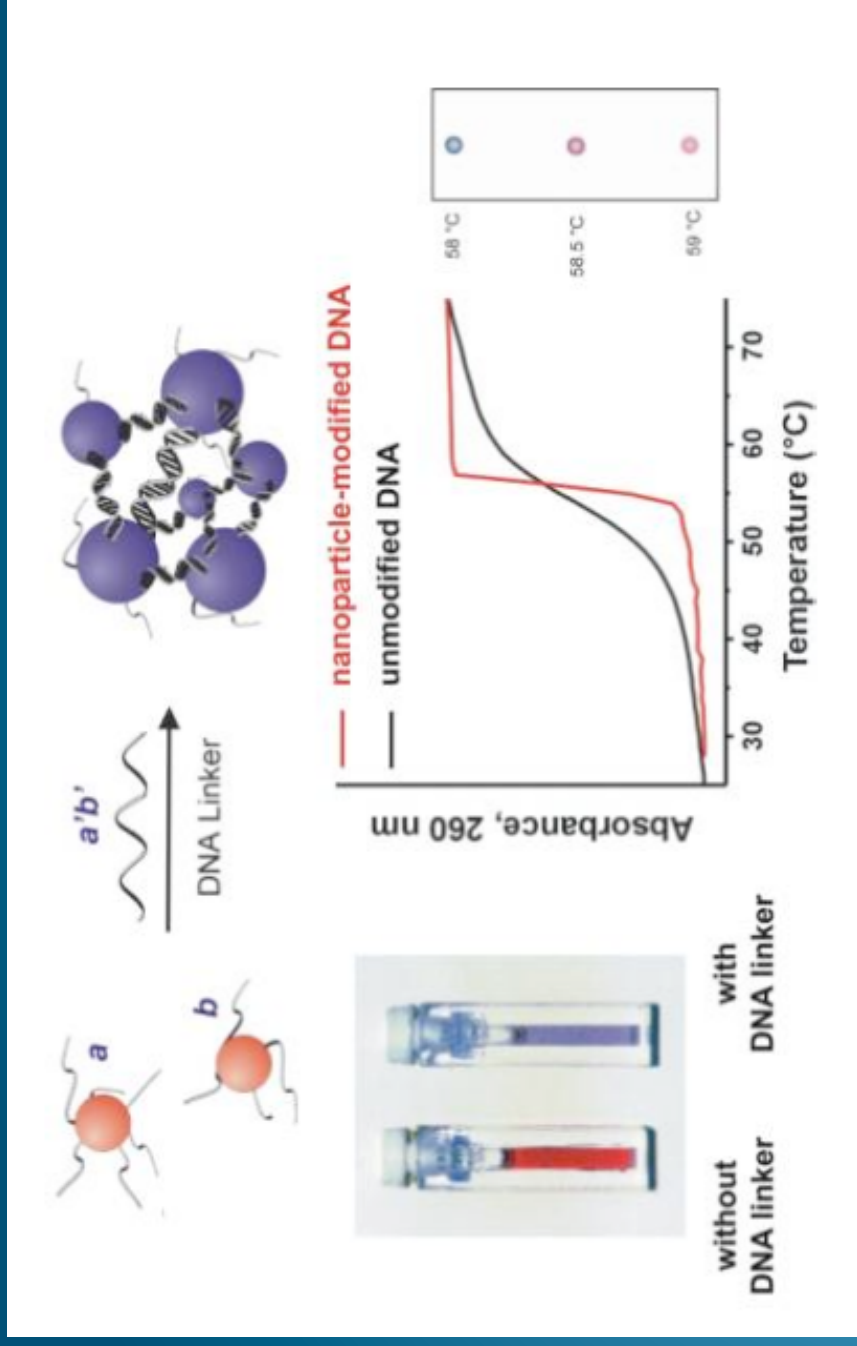 a
b
a'b'
DNA Linker
without
DNA linker
with
DNA linker
nanoparticle-modified DNA
unmodified DNA
Absorbance, 260 nm
30
40
50
60
70
Temperature (°C)
58 °C
58.5 °C
59 °C